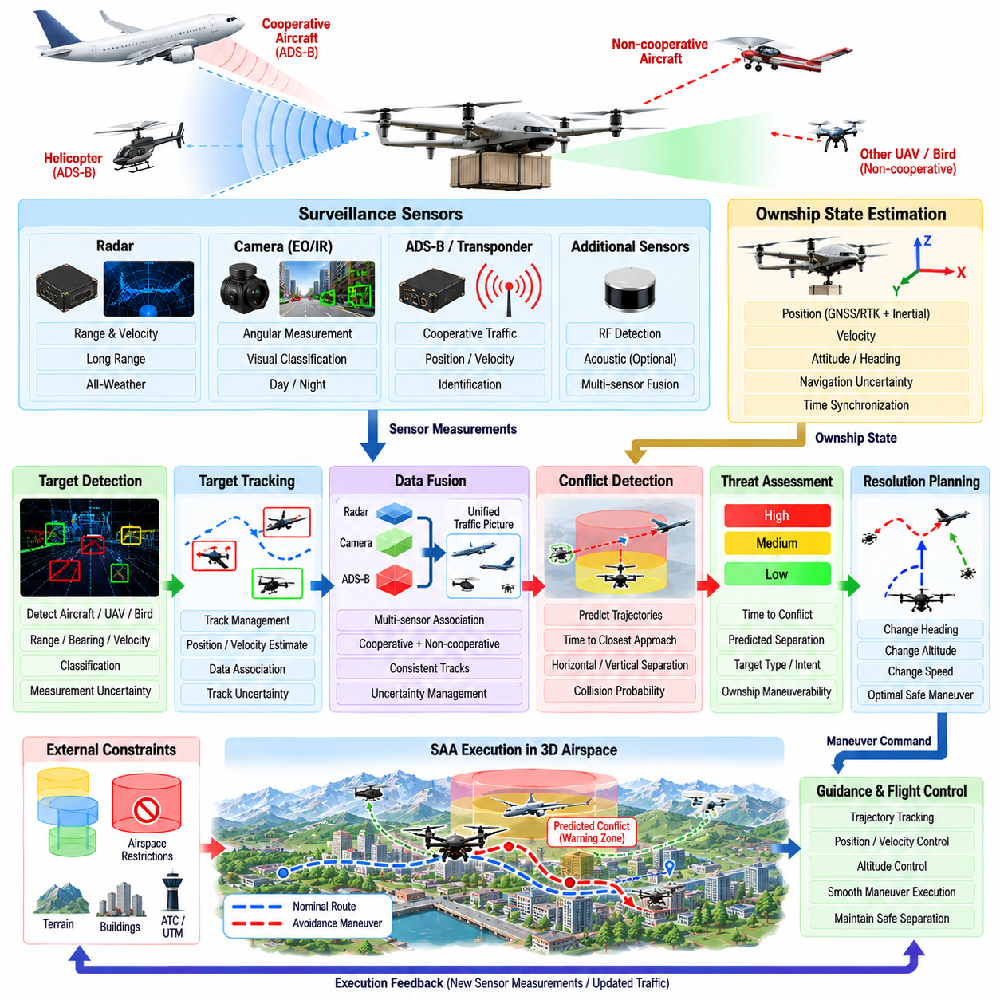 Cooperative
Aircraft
(ADS-B)
Non-cooperative
Aircraft
Helicopter
(ADS-B)
Other UAV / Bird
(Non-cooperative)
Surveillance Sensors
Radar
Range & Velocity
Long Range
All-Weather
Camera (EO/IR)
Angular Measurement
Visual Classification
Day / Night
ADS-B / Transponder
Cooperative Traffic
Position / Velocity
Identification
Additional Sensors
RF Detection
Acoustic (Optional)
Multi-sensor Fusion
Ownship State Estimation
Z
X
Y
Position (GNSS/RTK + Inertial)
Velocity
Attitude / Heading
Navigation Uncertainty
Time Synchronization
Sensor Measurements
Ownship State
Target Detection
Detect Aircraft / UAV / Bird
Range / Bearing / Velocity
Classification
Measurement Uncertainty
Target Tracking
Track Management
Position / Velocity Estimate
Data Association
Track Uncertainty
Data Fusion
Radar
Camera
ADS-B
Unified
Traffic Picture
Multi-sensor Association
Cooperative + Non-cooperative
Consistent Tracks
Uncertainty Management
Conflict Detection
Predict Trajectories
Time to Closest Approach
Horizontal / Vertical Separation
Collision Probability
Threat Assessment
High
Medium
Low
Time to Conflict
Predicted Separation
Target Type / Intent
Ownship Maneuverability
Resolution Planning
Change Heading
Change Altitude
Change Speed
Optimal Safe Maneuver
Maneuver Command
External Constraints
Airspace
Restrictions
Terrain
Buildings
ATC /
UTM
SAA Execution in 3D Airspace
Predicted Conflict
(Warning Zone)
Nominal Route
Avoidance Maneuver
Guidance & Flight Control
Trajectory Tracking
Position / Velocity Control
Altitude Control
Smooth Maneuver Execution
Maintain Safe Separation
Execution Feedback (New Sensor Measurements / Updated Traffic)